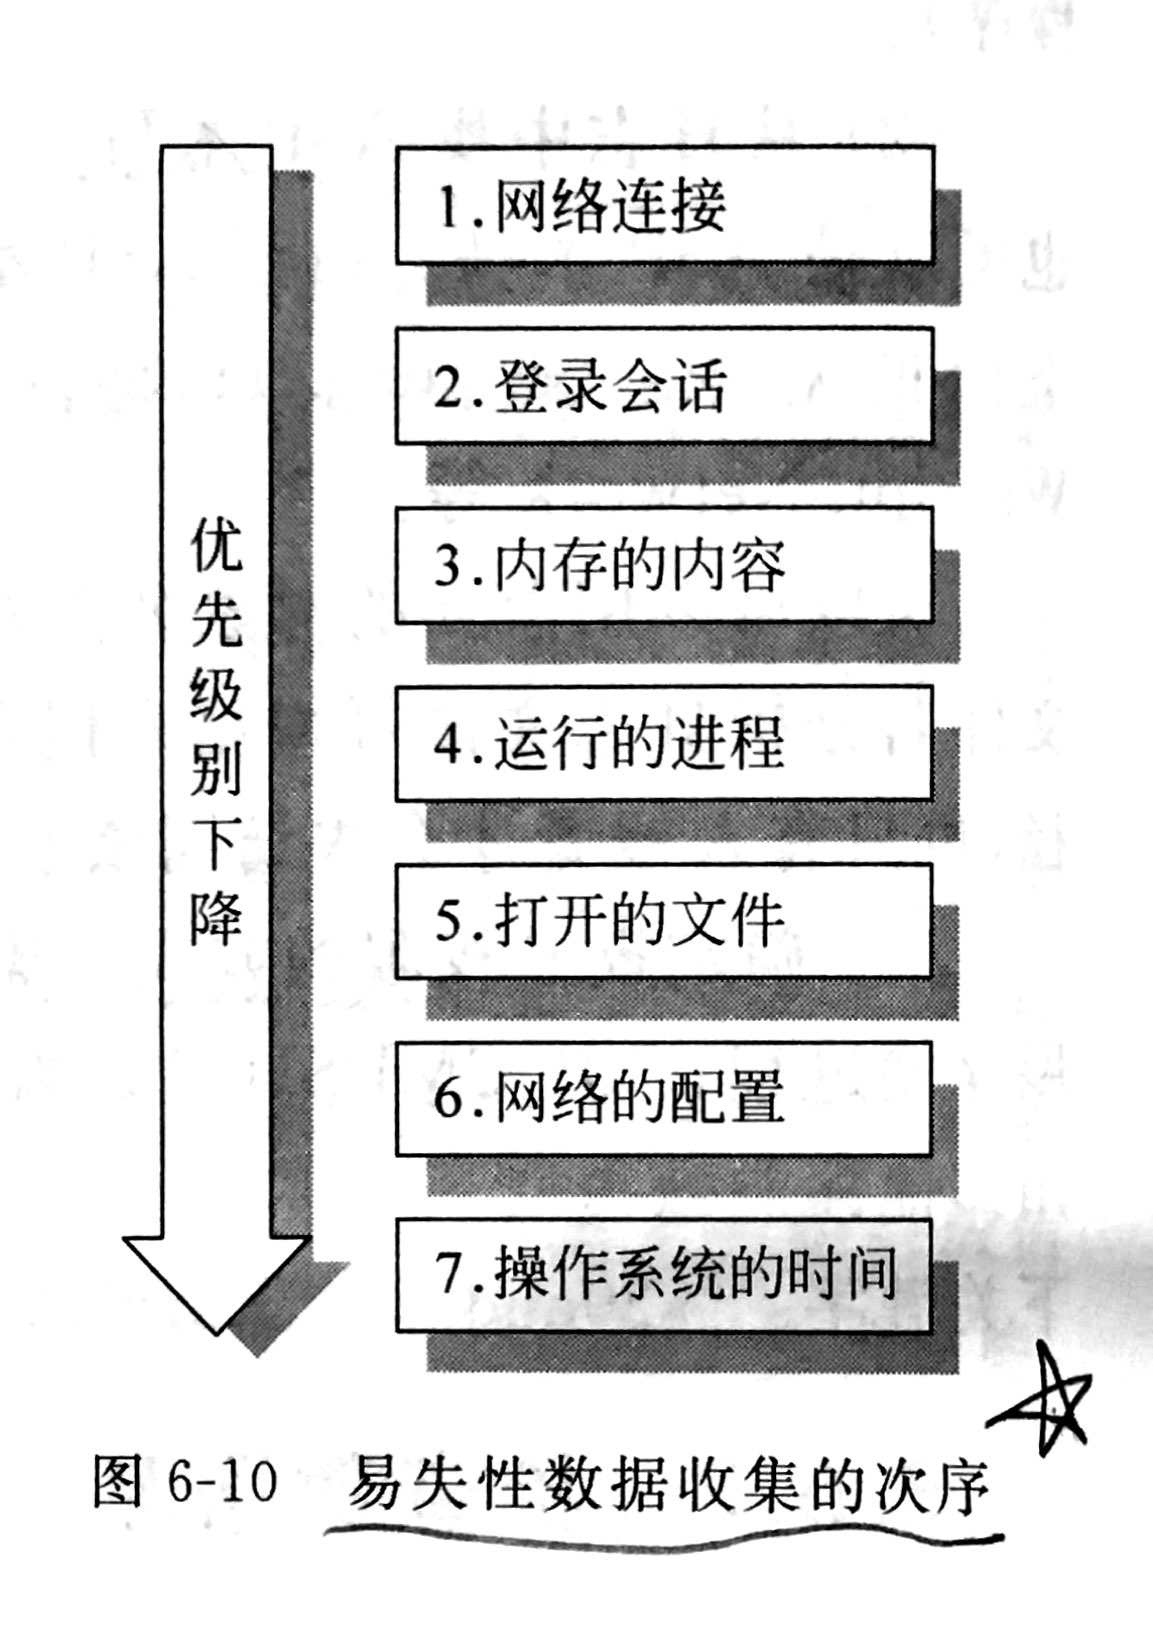 优先级别下降
1.网络连接
2.登录会话
3.内存的内容
4.运行的进程
5.打开的文件
6.网络的配置
7.操作系统的时间
图 6-10 易失性数据收集的次序